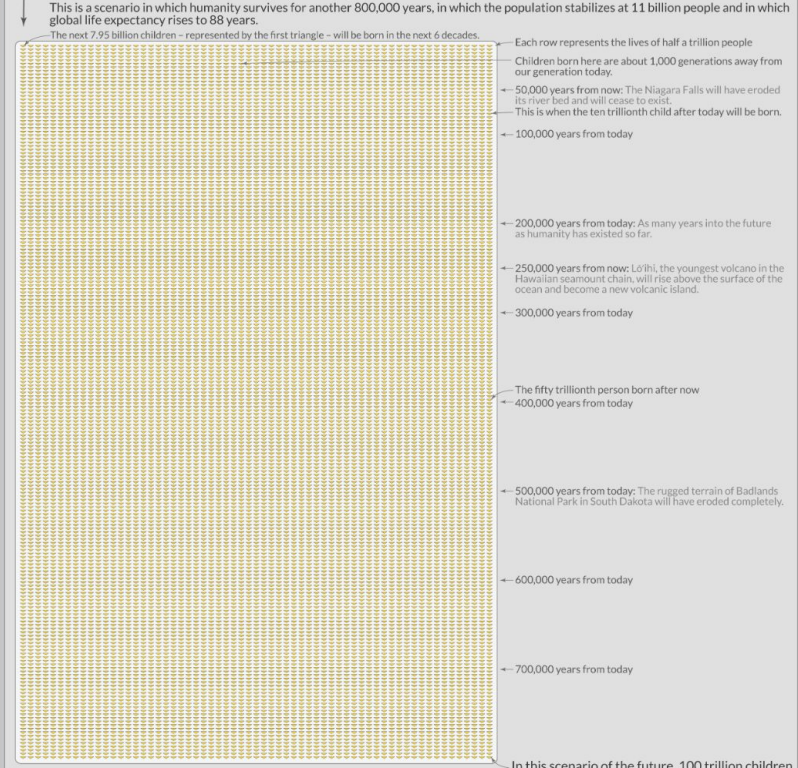 This is a scenario in which humanity survives for another 800,000 years, in which the population stabilizes at 11 billion people and in which
global life expectancy rises to 88 years.
The next 7.95 billion children – represented by the first triangle – will be born in the next 6 decades.
Each row represents the lives of half a trillion people
Children born here are about 1,000 generations away from
our generation today.
50,000 years from now: The Niagara Falls will have eroded
its river bed and will cease to exist.
This is when the ten trillionth child after today will be born.
100,000 years from today
200,000 years from today: As many years into the future
as humanity has existed so far.
250,000 years from now: Lō'ihi, the youngest volcano in the
Hawaiian seamount chain, will rise above the surface of the
ocean and become a new volcanic island.
300,000 years from today
The fifty trillionth person born after now
400,000 years from today
500,000 years from today: The rugged terrain of Badlands
National Park in South Dakota will have eroded completely.
600,000 years from today
700,000 years from today
In this scenario of the future, 100 trillion children